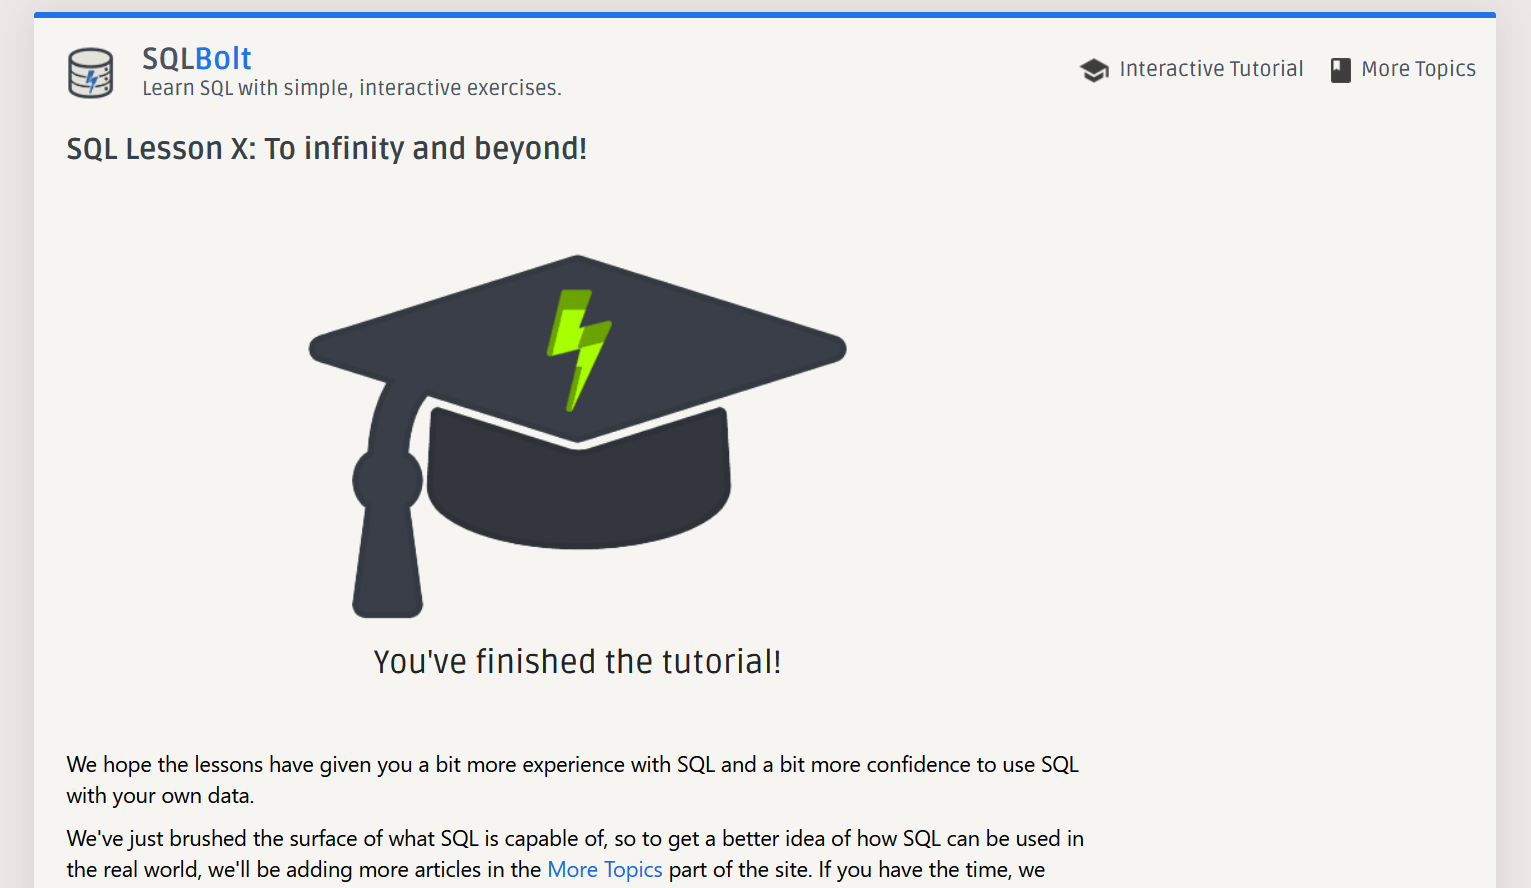 SQLBolt
Learn SQL with simple, interactive exercises.
Interactive Tutorial
More Topics
SQL Lesson X: To infinity and beyond!
You've finished the tutorial!
We hope the lessons have given you a bit more experience with SQL and a bit more confidence to use SQL
with your own data.
We've just brushed the surface of what SQL is capable of, so to get a better idea of how SQL can be used in
the real world, we'll be adding more articles in the More Topics part of the site. If you have the time, we